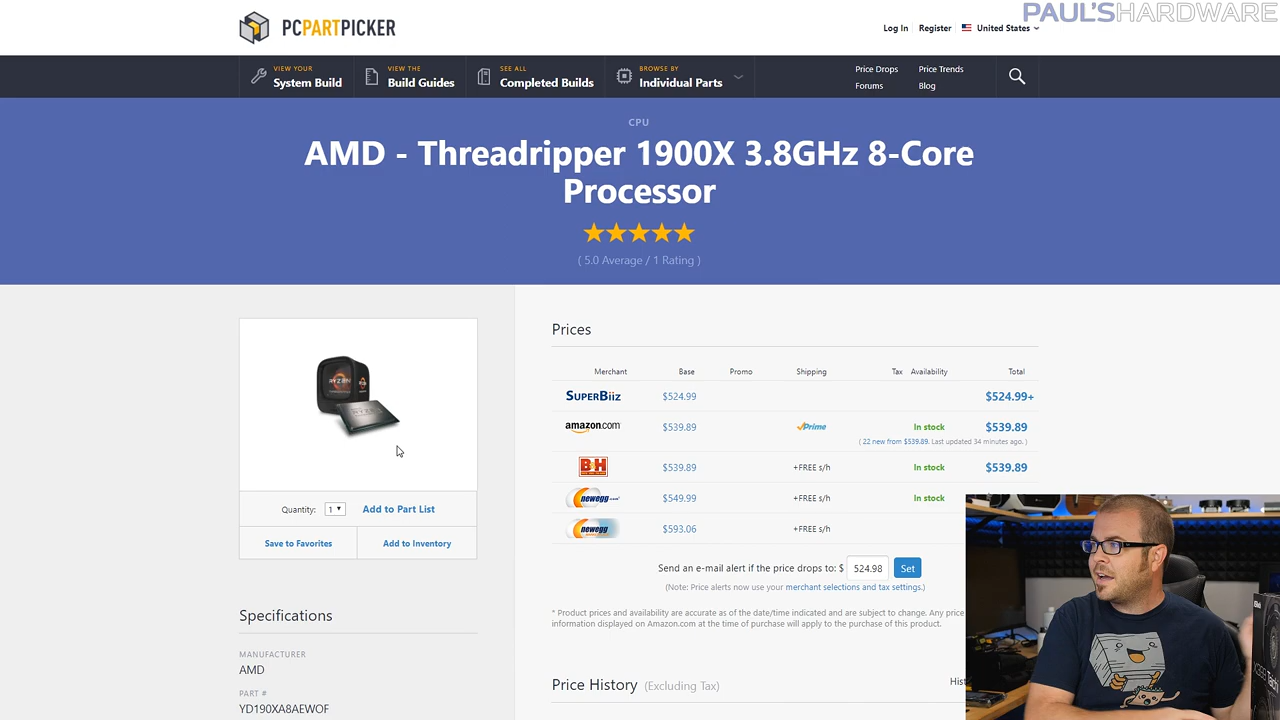 PAUL'SHARDWARE
PCPARTPICKER
Log In
Register
United States
VIEW YOUR
System Build
VIEW THE
Build Guides
SEE ALL
Completed Builds
BROWSE BY
Individual Parts
Price Drops
Price Trends
Forums
Blog
CPU
AMD - Threadripper 1900X 3.8GHz 8-Core
Processor
( 5.0 Average / 1 Rating )
RYZEN
Quantity: 1 Add to Part List
Save to Favorites
Add to Inventory
Specifications
MANUFACTURER
AMD
PART #
YD190XA8AEWOF
Prices
Merchant Base Promo Shipping Tax Availability Total
SUPERBIIZ $524.99 $524.99+
amazon.com $539.89 Prime In stock $539.89
( 22 new from $539.89. Last updated 34 minutes ago. )
B&H $539.89 +FREE s/h In stock $539.89
newegg.com $549.99 +FREE s/h In stock
newegg $593.06 +FREE s/h
Send an e-mail alert if the price drops to: $ 524.98 Set
(Note: Price alerts now use your merchant selections and tax settings.)
* Product prices and availability are accurate as of the date/time indicated and are subject to change. Any price
information displayed on Amazon.com at the time of purchase will apply to the purchase of this product.
Price History (Excluding Tax)
Hist